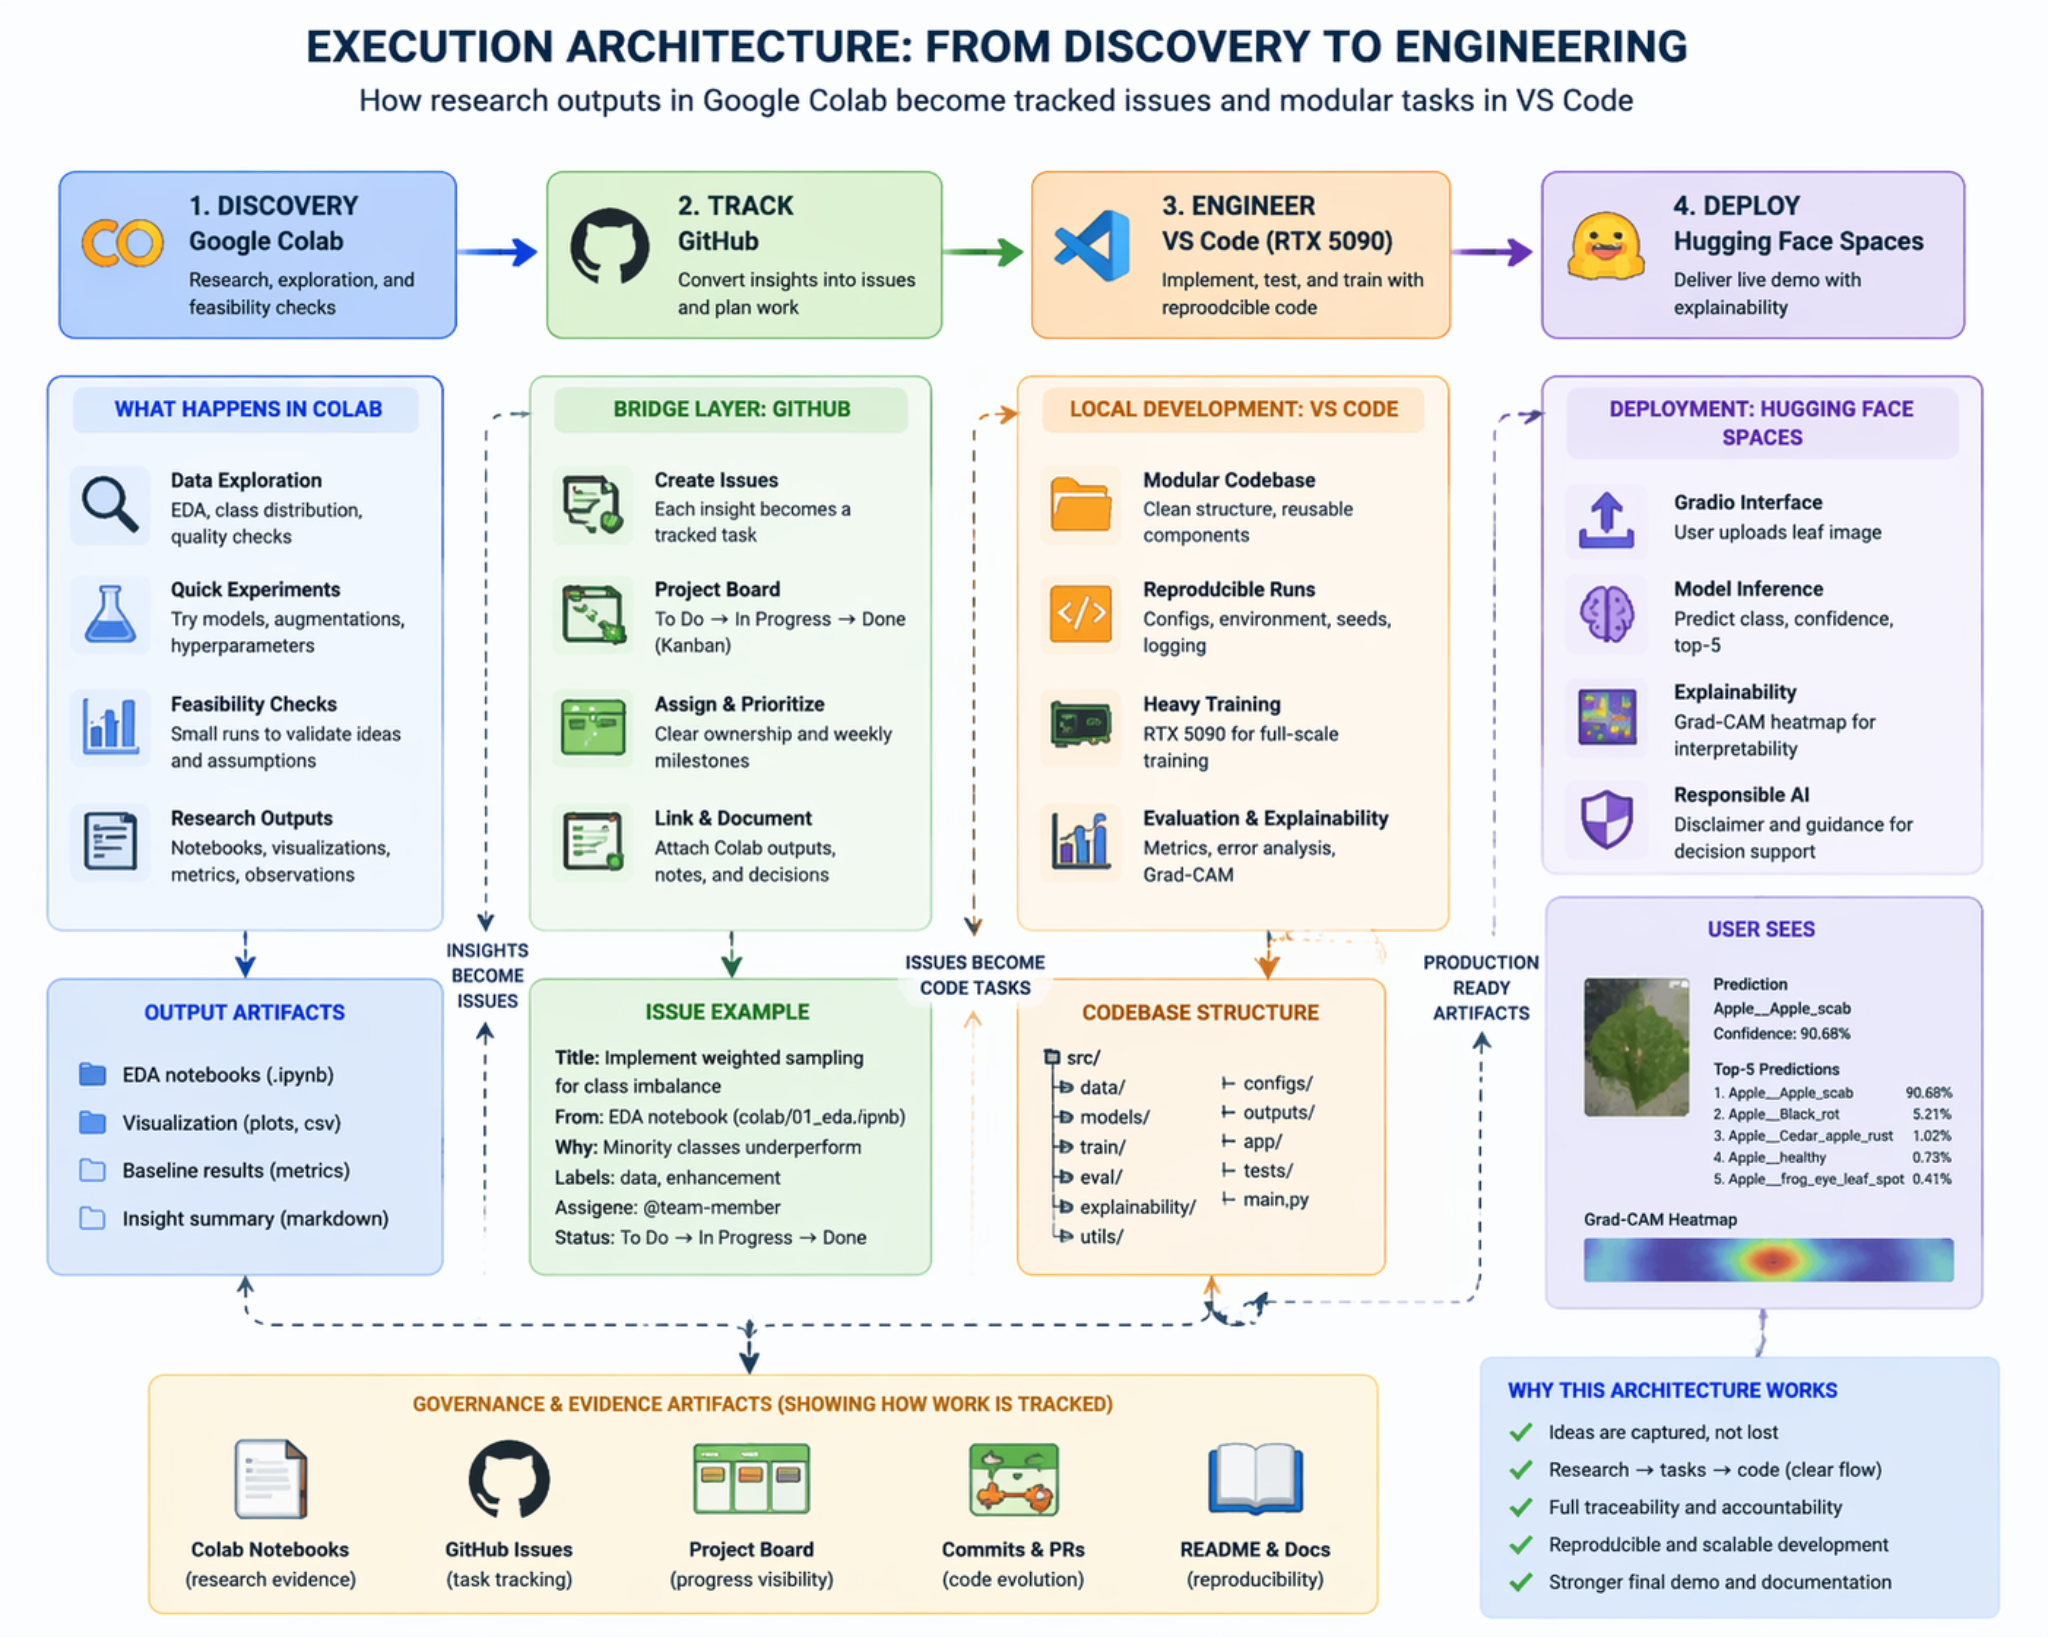 EXECUTION ARCHITECTURE: FROM DISCOVERY TO ENGINEERING
How research outputs in Google Colab become tracked issues and modular tasks in VS Code
1. DISCOVERY
Google Colab
Research, exploration, and
feasibility checks
2. TRACK
GitHub
Convert insights into issues
and plan work
3. ENGINEER
VS Code (RTX 5090)
Implement, test, and train with
reproodcible code
4. DEPLOY
Hugging Face Spaces
Deliver live demo with
explainability
WHAT HAPPENS IN COLAB
Data Exploration
EDA, class distribution,
quality checks
Quick Experiments
Try models, augmentations,
hyperparameters
Feasibility Checks
Small runs to validate ideas
and assumptions
Research Outputs
Notebooks, visualizations,
metrics, observations
INSIGHTS
BECOME
ISSUES
BRIDGE LAYER: GITHUB
Create Issues
Each insight becomes a
tracked task
Project Board
To Do → In Progress → Done
(Kanban)
Assign & Prioritize
Clear ownership and weekly
milestones
Link & Document
Attach Colab outputs,
notes, and decisions
ISSUES BECOME
CODE TASKS
LOCAL DEVELOPMENT: VS CODE
Modular Codebase
Clean structure, reusable
components
</>
Reproducible Runs
Configs, environment, seeds,
logging
Heavy Training
RTX 5090 for full-scale
training
Evaluation & Explainability
Metrics, error analysis,
Grad-CAM
PRODUCTION
READY
ARTIFACTS
DEPLOYMENT: HUGGING FACE
SPACES
Gradio Interface
User uploads leaf image
Model Inference
Predict class, confidence,
top-5
Explainability
Grad-CAM heatmap for
interpretability
Responsible AI
Disclaimer and guidance for
decision support
OUTPUT ARTIFACTS
EDA notebooks (.ipynb)
Visualization (plots, csv)
Baseline results (metrics)
Insight summary (markdown)
ISSUE EXAMPLE
Title: Implement weighted sampling
for class imbalance
From: EDA notebook (colab/01_eda./ipnb)
Why: Minority classes underperform
Labels: data, enhancement
Assigene: @team-member
Status: To Do → In Progress → Done
CODEBASE STRUCTURE
src/
data/
models/
train/
eval/
explainability/
utils/
configs/
outputs/
app/
tests/
main,py
USER SEES
Prediction
Apple__Apple_scab
Confidence: 90.68%
Top-5 Predictions
1. Apple__Apple_scab 90.68%
2. Apple__Black_rot 5.21%
3. Apple__Cedar_apple_rust 1.02%
4. Apple__healthy 0.73%
5. Apple__frog_eye_leaf_spot 0.41%
Grad-CAM Heatmap
GOVERNANCE & EVIDENCE ARTIFACTS (SHOWING HOW WORK IS TRACKED)
Colab Notebooks
(research evidence)
GitHub Issues
(task tracking)
Project Board
(progress visibility)
Commits & PRs
(code evolution)
README & Docs
(reproducibility)
WHY THIS ARCHITECTURE WORKS
Ideas are captured, not lost
Research → tasks → code (clear flow)
Full traceability and accountability
Reproducible and scalable development
Stronger final demo and documentation